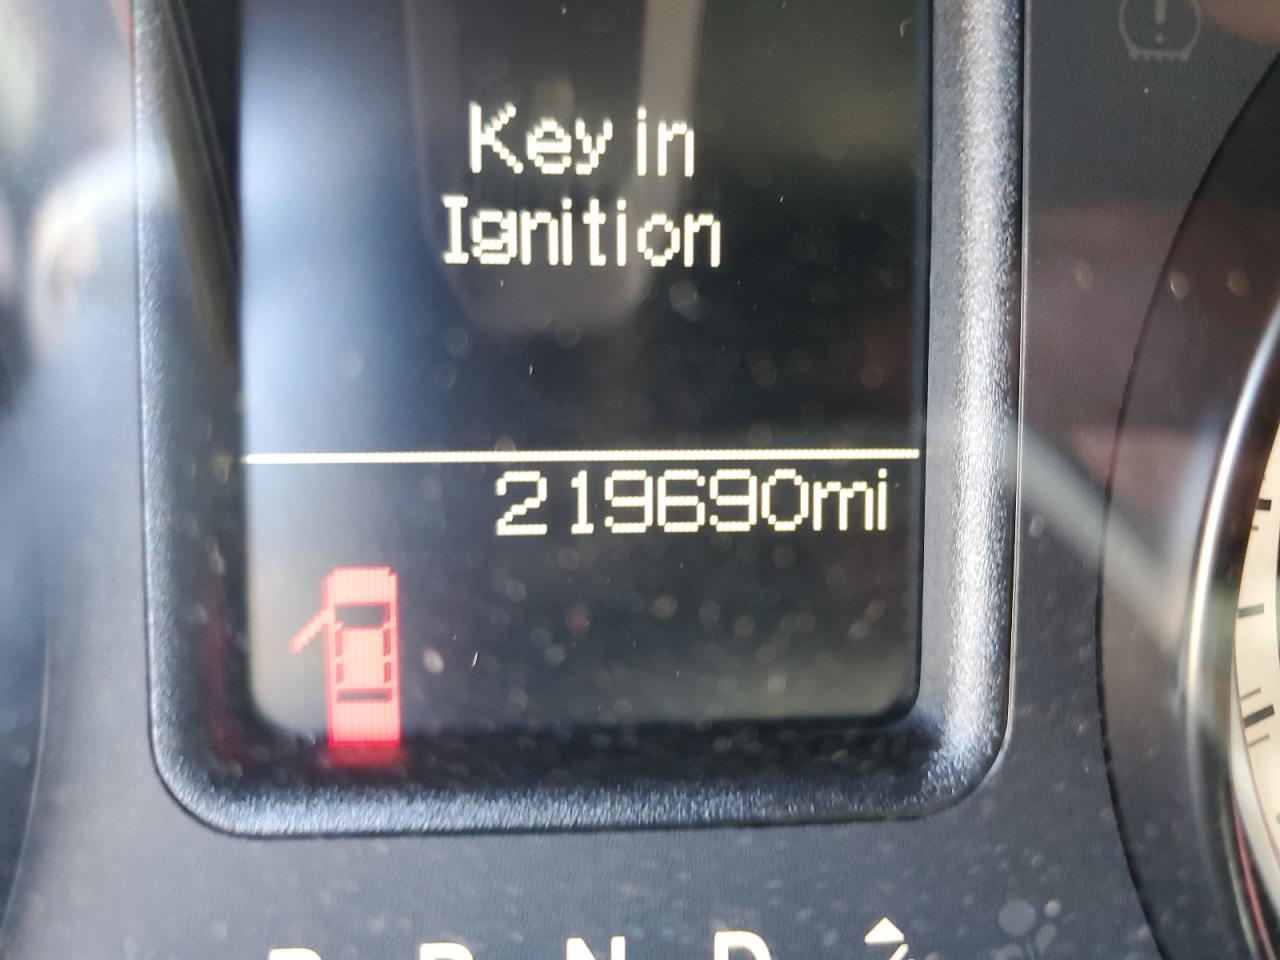 Key in
Ignition
219690mi
P R N D